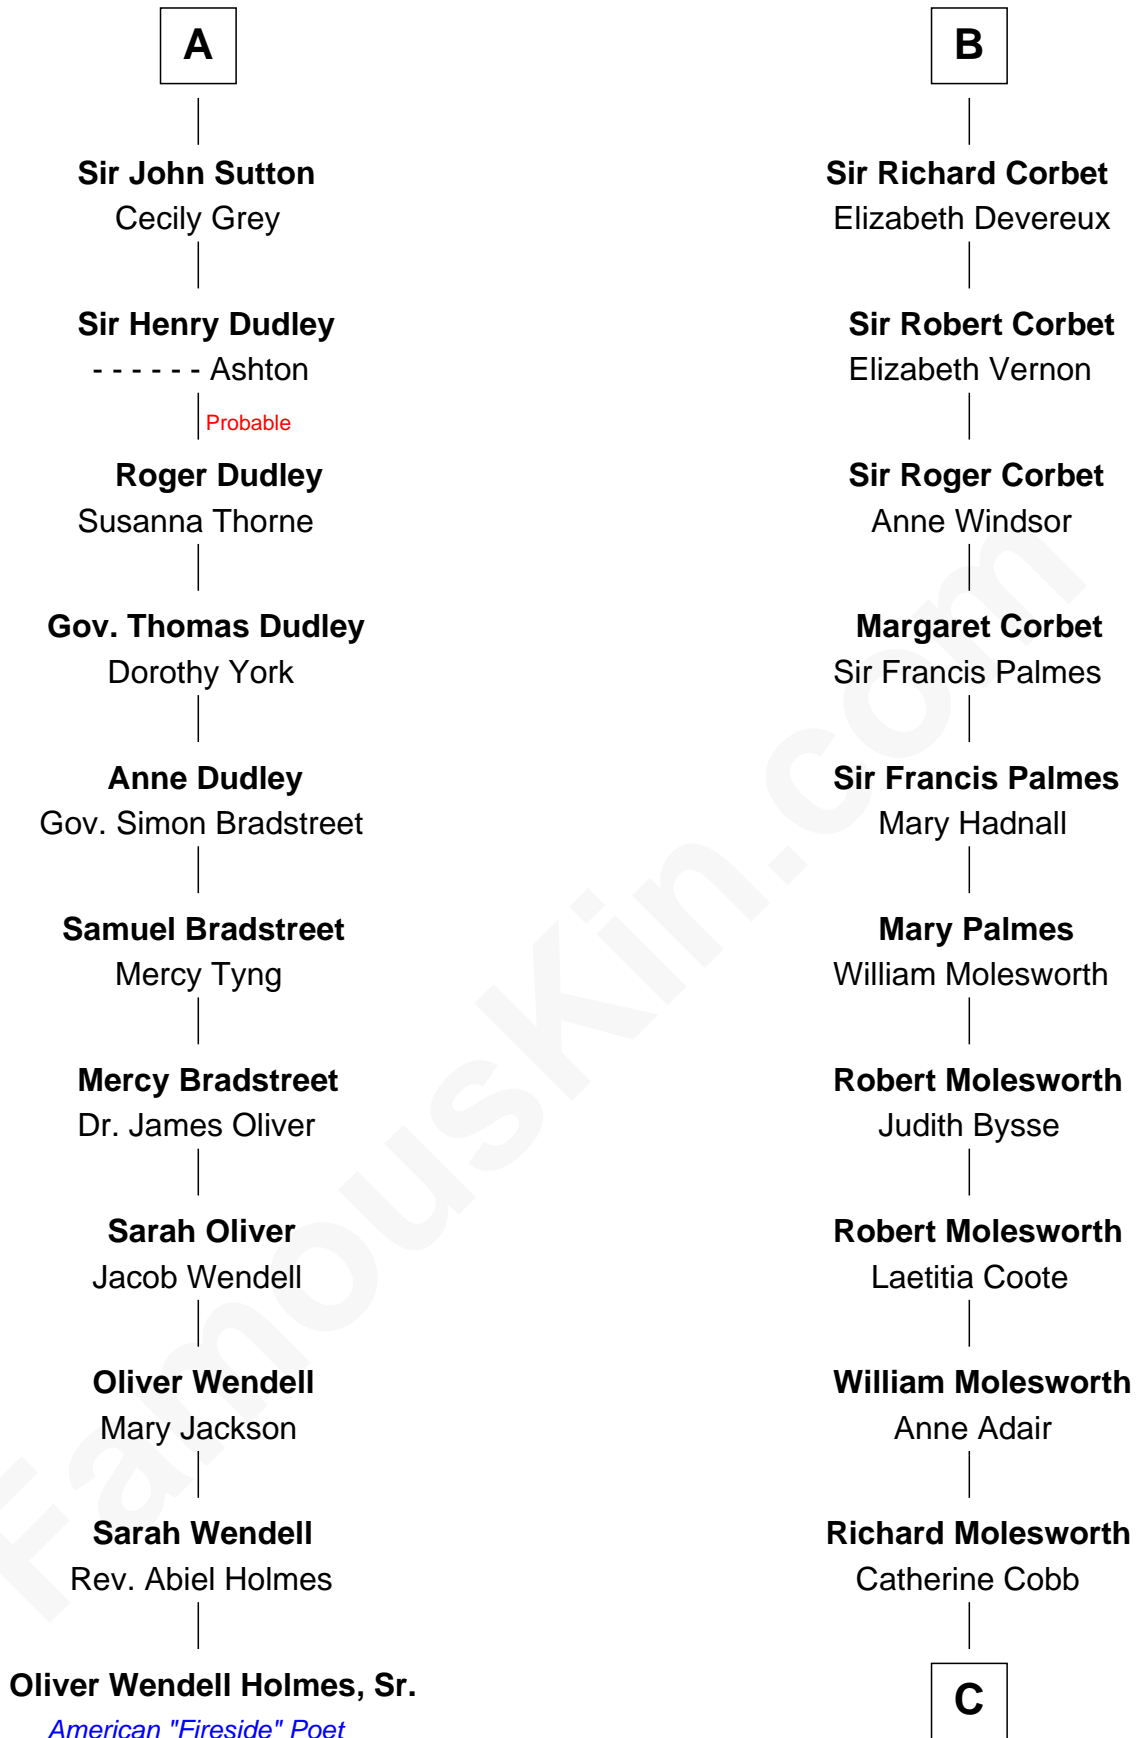 A
Sir John Sutton
Cecily Grey
Sir Henry Dudley
- - - - - - Ashton
Probable
Roger Dudley
Susanna Thorne
Gov. Thomas Dudley
Dorothy York
Anne Dudley
Gov. Simon Bradstreet
Samuel Bradstreet
Mercy Tyng
Mercy Bradstreet
Dr. James Oliver
Sarah Oliver
Jacob Wendell
Oliver Wendell
Mary Jackson
Sarah Wendell
Rev. Abiel Holmes
Oliver Wendell Holmes, Sr.
American "Fireside" Poet
B
Sir Richard Corbet
Elizabeth Devereux
Sir Robert Corbet
Elizabeth Vernon
Sir Roger Corbet
Anne Windsor
Margaret Corbet
Sir Francis Palmes
Sir Francis Palmes
Mary Hadnall
Mary Palmes
William Molesworth
Robert Molesworth
Judith Bysse
Robert Molesworth
Laetitia Coote
William Molesworth
Anne Adair
Richard Molesworth
Catherine Cobb
C
FamousKin.com